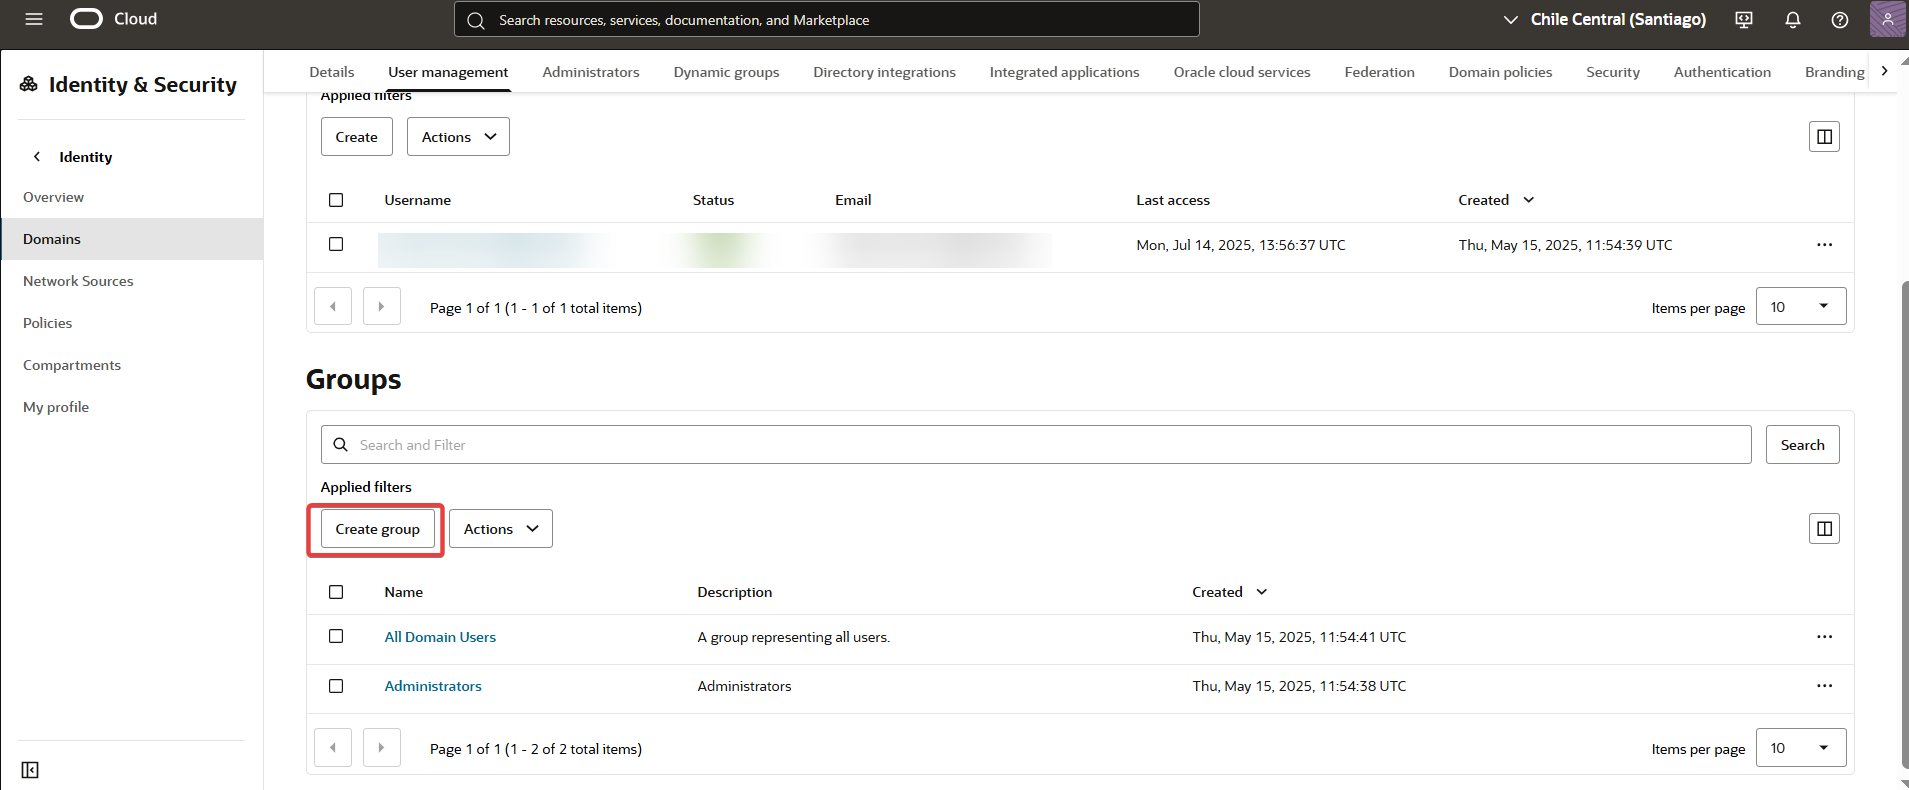 Cloud
Search resources, services, documentation, and Marketplace
Chile Central (Santiago)
Identity & Security
Details
User management
Administrators
Dynamic groups
Directory integrations
Integrated applications
Oracle cloud services
Federation
Domain policies
Security
Authentication
Branding
Identity
Overview
Domains
Network Sources
Policies
Compartments
My profile
Applied filters
Create
Actions
Username Status Email Last access Created
Mon, Jul 14, 2025, 13:56:37 UTC Thu, May 15, 2025, 11:54:39 UTC
Page 1 of 1 (1 - 1 of 1 total items)
Items per page 10
Groups
Search and Filter
Search
Applied filters
Create group
Actions
Name Description Created
All Domain Users A group representing all users. Thu, May 15, 2025, 11:54:41 UTC
Administrators Administrators Thu, May 15, 2025, 11:54:38 UTC
Page 1 of 1 (1 - 2 of 2 total items)
Items per page 10